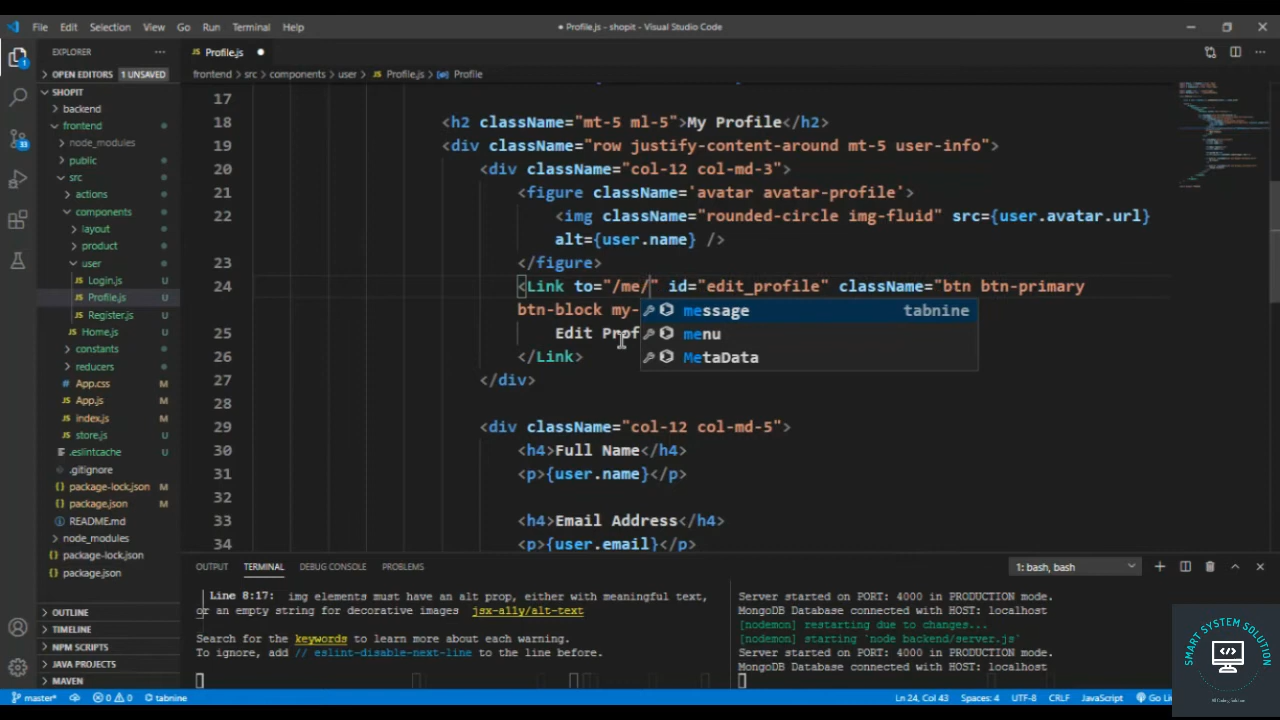 File Edit Selection View Go Run Terminal Help
● Profile.js - shopit - Visual Studio Code
EXPLORER
OPEN EDITORS 1 UNSAVED
SHOPIT
backend
frontend
node_modules
public
src
actions
components
layout
product
user
Login.js U
Profile.js U
Register.js U
Home.js U
constants
reducers
App.css M
App.js M
index.js M
store.js U
.eslintcache
.gitignore
package-lock.json M
package.json M
README.md
node_modules
package-lock.json
package.json
OUTLINE
TIMELINE
NPM SCRIPTS
JAVA PROJECTS
MAVEN
JS Profile.js ●
frontend > src > components > user > JS Profile.js > Profile
17
18 <h2 className="mt-5 ml-5">My Profile</h2>
19 <div className="row justify-content-around mt-5 user-info">
20 <div className="col-12 col-md-3">
21 <figure className='avatar avatar-profile'>
22 <img className="rounded-circle img-fluid" src={user.avatar.url}
alt={user.name} />
23 </figure>
24 <Link to="/me/" id="edit_profile" className="btn btn-primary
btn-block my-
25 Edit Prof
26 </Link>
27 </div>
28
29 <div className="col-12 col-md-5">
30 <h4>Full Name</h4>
31 <p>{user.name}</p>
32
33 <h4>Email Address</h4>
34 <p>{user.email}</p>
message tabnine
menu
MetaData
OUTPUT TERMINAL DEBUG CONSOLE PROBLEMS
1: bash, bash
Line 8:17: img elements must have an alt prop, either with meaningful text,
or an empty string for decorative images jsx-a11y/alt-text
Search for the keywords to learn more about each warning.
To ignore, add // eslint-disable-next-line to the line before.
Server started on PORT: 4000 in PRODUCTION mode.
MongoDB Database connected with HOST: localhost
[nodemon] restarting due to changes...
[nodemon] starting `node backend/server.js`
Server started on PORT: 4000 in PRODUCTION mode.
MongoDB Database connected with HOST: localhost
master* 0 0 tabnine
Ln 24, Col 43 Spaces: 4 UTF-8 CRLF JavaScript Go Li
SMART SYSTEM SOLUTION